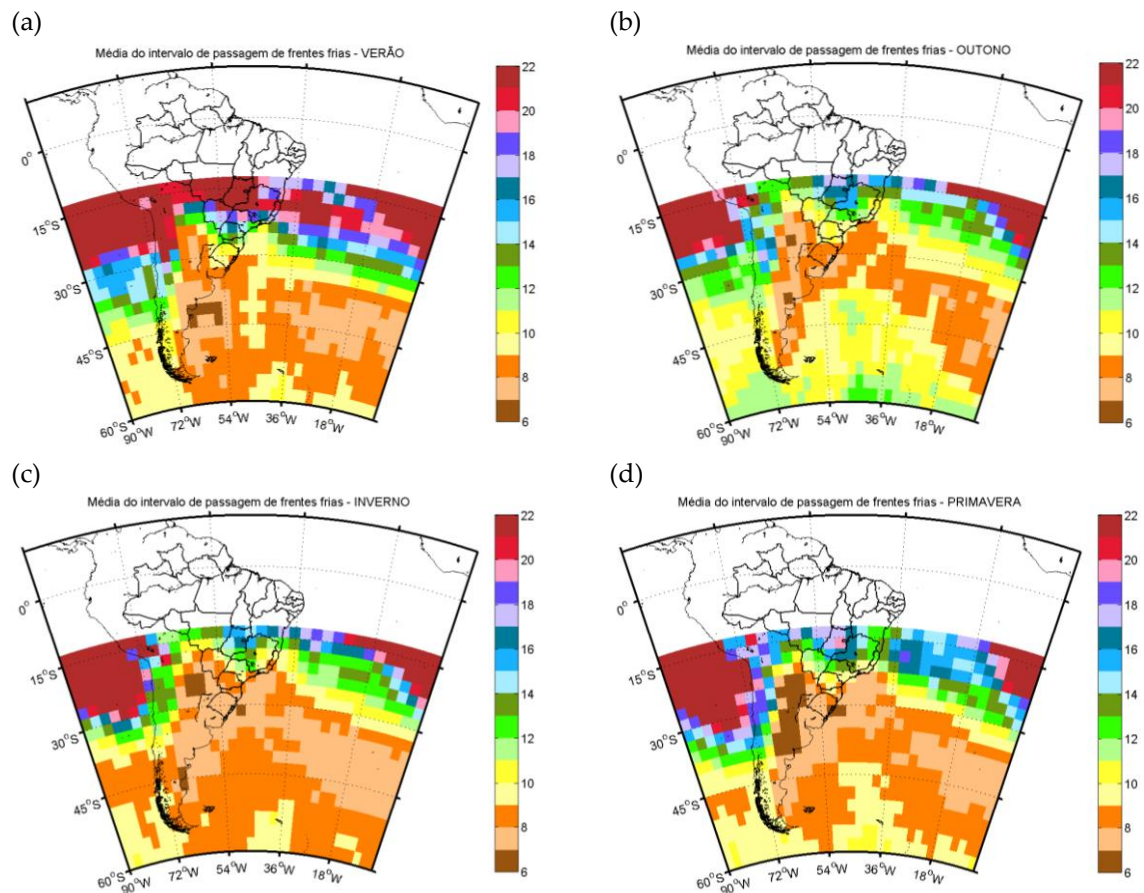 (a)
Média do intervalo de passagem de frentes frias - VERÃO
22
20
18
16
14
12
10
8
6
0°
15°S
30°S
45°S
60°S
90°W
72°W
54°W
36°W
18°W
(b)
Média do intervalo de passagem de frentes frias - OUTONO
22
20
18
16
14
12
10
8
6
0°
15°S
30°S
45°S
60°S
90°W
72°W
54°W
36°W
18°W
(c)
Média do intervalo de passagem de frentes frias - INVERNO
22
20
18
16
14
12
10
8
6
0°
15°S
30°S
45°S
60°S
90°W
72°W
54°W
36°W
18°W
(d)
Média do intervalo de passagem de frentes frias - PRIMAVERA
22
20
18
16
14
12
10
8
6
0°
15°S
30°S
45°S
60°S
90°W
72°W
54°W
36°W
18°W